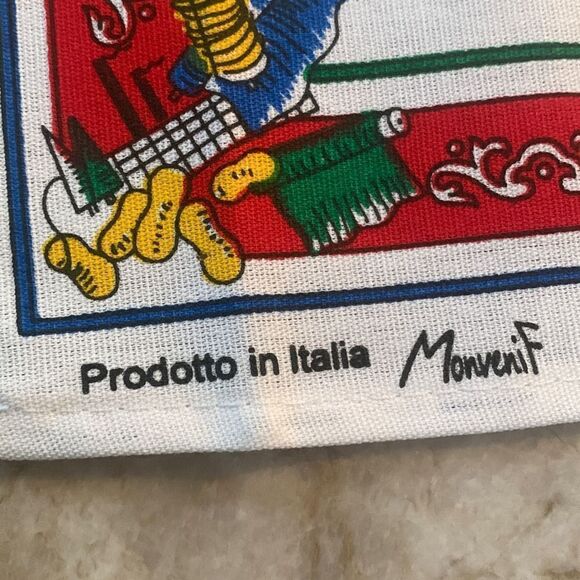 Prodotto in Italia MonveniF